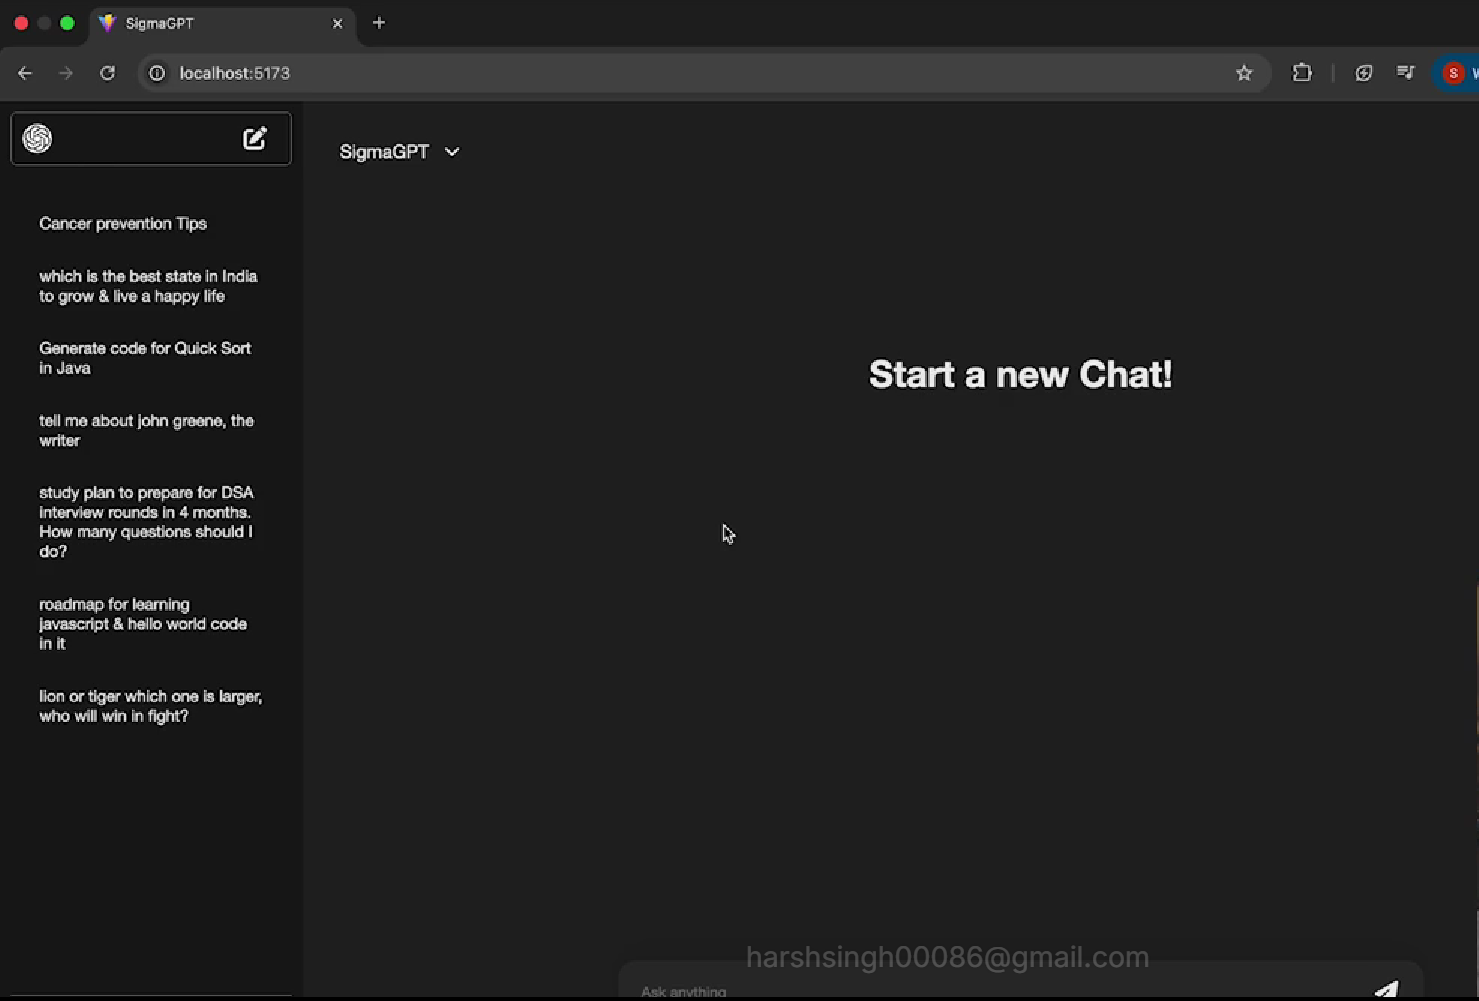 SigmaGPT
localhost:5173
S W
SigmaGPT
Cancer prevention Tips
which is the best state in India
to grow & live a happy life
Generate code for Quick Sort
in Java
tell me about john greene, the
writer
study plan to prepare for DSA
interview rounds in 4 months.
How many questions should I
do?
roadmap for learning
javascript & hello world code
in it
lion or tiger which one is larger,
who will win in fight?
Start a new Chat!
harshsingh00086@gmail.com
Ask anything